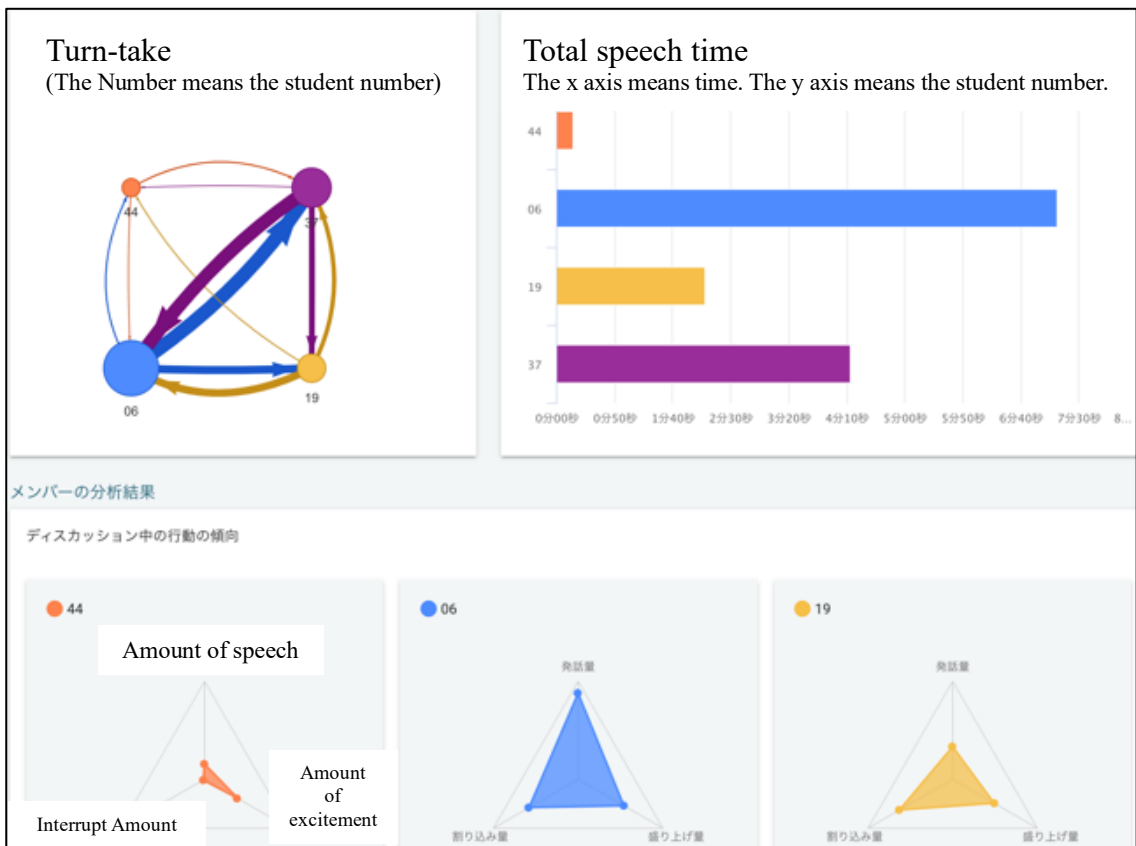 Turn-take
(The Number means the student number)
44
37
06
19
Total speech time
The x axis means time. The y axis means the student number.
44
06
19
37
0分00秒 0分50秒 1分40秒 2分30秒 3分20秒 4分10秒 5分00秒 5分50秒 6分40秒 7分30秒 8...
メンバーの分析結果
ディスカッション中の行動の傾向
44
Amount of speech
Amount
of
excitement
Interrupt Amount
06
発話量
割り込み量 盛り上げ量
19
発話量
割り込み量 盛り上げ量